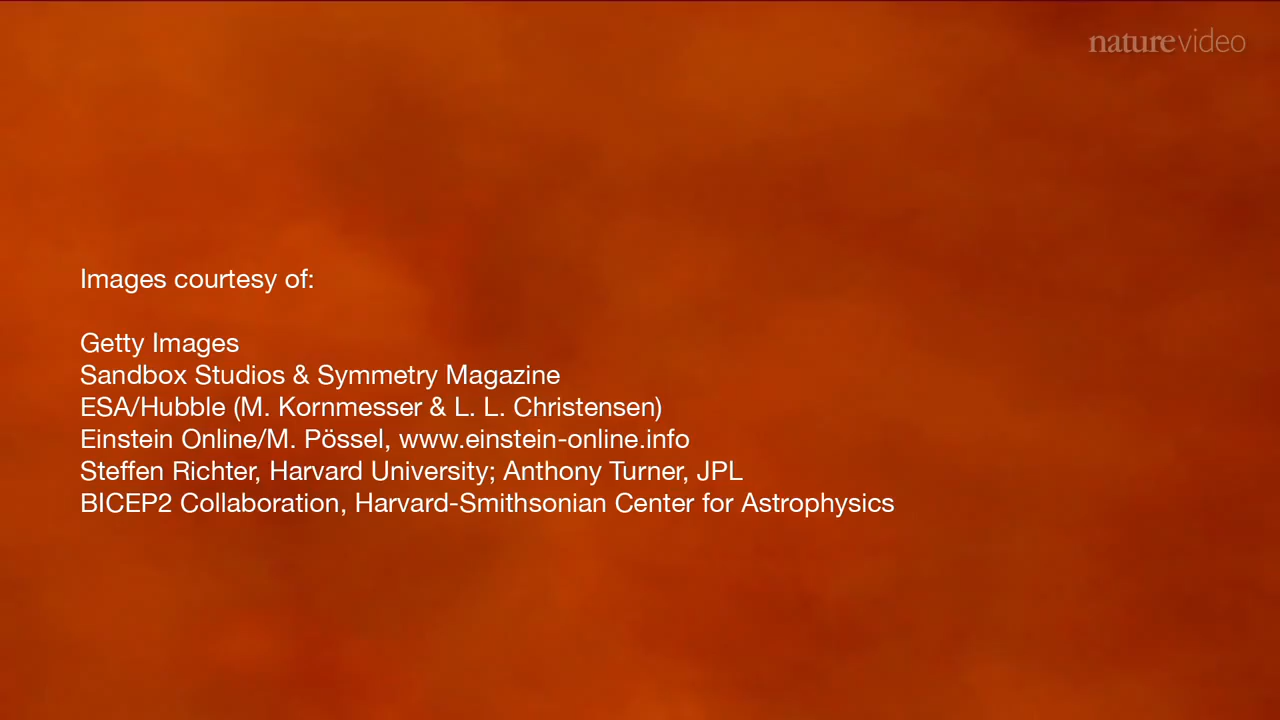 naturevideo
Images courtesy of:
Getty Images
Sandbox Studios & Symmetry Magazine
ESA/Hubble (M. Kornmesser & L. L. Christensen)
Einstein Online/M. Pössel, www.einstein-online.info
Steffen Richter, Harvard University; Anthony Turner, JPL
BICEP2 Collaboration, Harvard-Smithsonian Center for Astrophysics